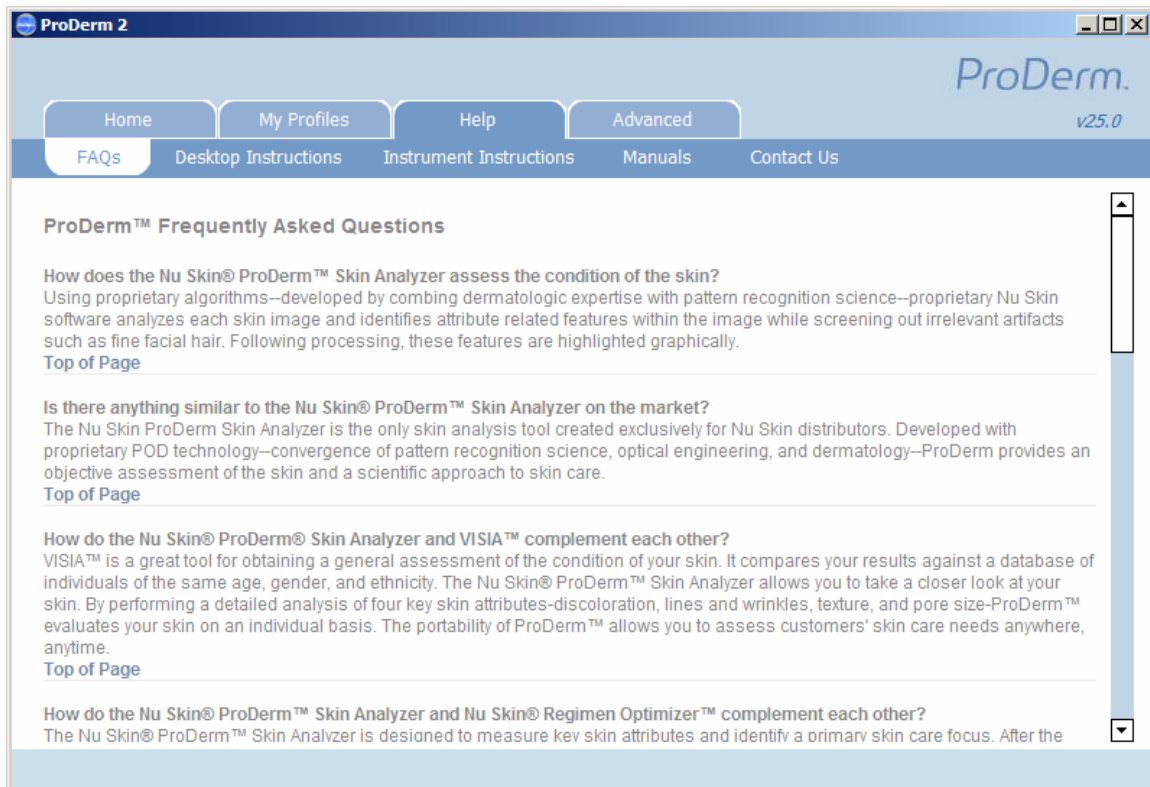 ProDerm 2
ProDerm.
v25.0
Home My Profiles Help Advanced
FAQs Desktop Instructions Instrument Instructions Manuals Contact Us
ProDerm™ Frequently Asked Questions
How does the Nu Skin® ProDerm™ Skin Analyzer assess the condition of the skin?
Using proprietary algorithms--developed by combing dermatologic expertise with pattern recognition science--proprietary Nu Skin
software analyzes each skin image and identifies attribute related features within the image while screening out irrelevant artifacts
such as fine facial hair. Following processing, these features are highlighted graphically.
Top of Page
Is there anything similar to the Nu Skin® ProDerm™ Skin Analyzer on the market?
The Nu Skin ProDerm Skin Analyzer is the only skin analysis tool created exclusively for Nu Skin distributors. Developed with
proprietary POD technology--convergence of pattern recognition science, optical engineering, and dermatology--ProDerm provides an
objective assessment of the skin and a scientific approach to skin care.
Top of Page
How do the Nu Skin® ProDerm® Skin Analyzer and VISIA™ complement each other?
VISIA™ is a great tool for obtaining a general assessment of the condition of your skin. It compares your results against a database of
individuals of the same age, gender, and ethnicity. The Nu Skin® ProDerm™ Skin Analyzer allows you to take a closer look at your
skin. By performing a detailed analysis of four key skin attributes-discoloration, lines and wrinkles, texture, and pore size-ProDerm™
evaluates your skin on an individual basis. The portability of ProDerm™ allows you to assess customers' skin care needs anywhere,
anytime.
Top of Page
How do the Nu Skin® ProDerm™ Skin Analyzer and Nu Skin® Regimen Optimizer™ complement each other?
The Nu Skin® ProDerm™ Skin Analyzer is designed to measure key skin attributes and identify a primary skin care focus. After the